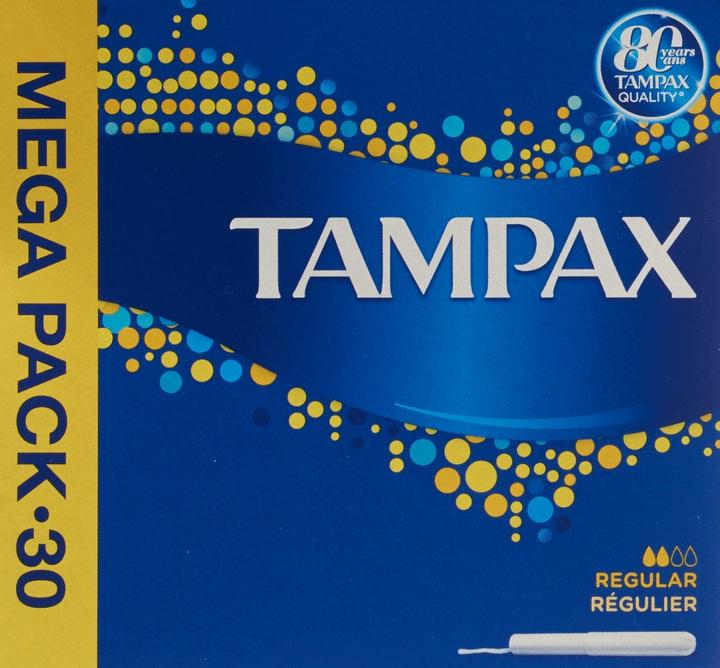 MEGA PACK•30
80 years
ans
TAMPAX
QUALITY°
TAMPAX
REGULAR
RÉGULIER